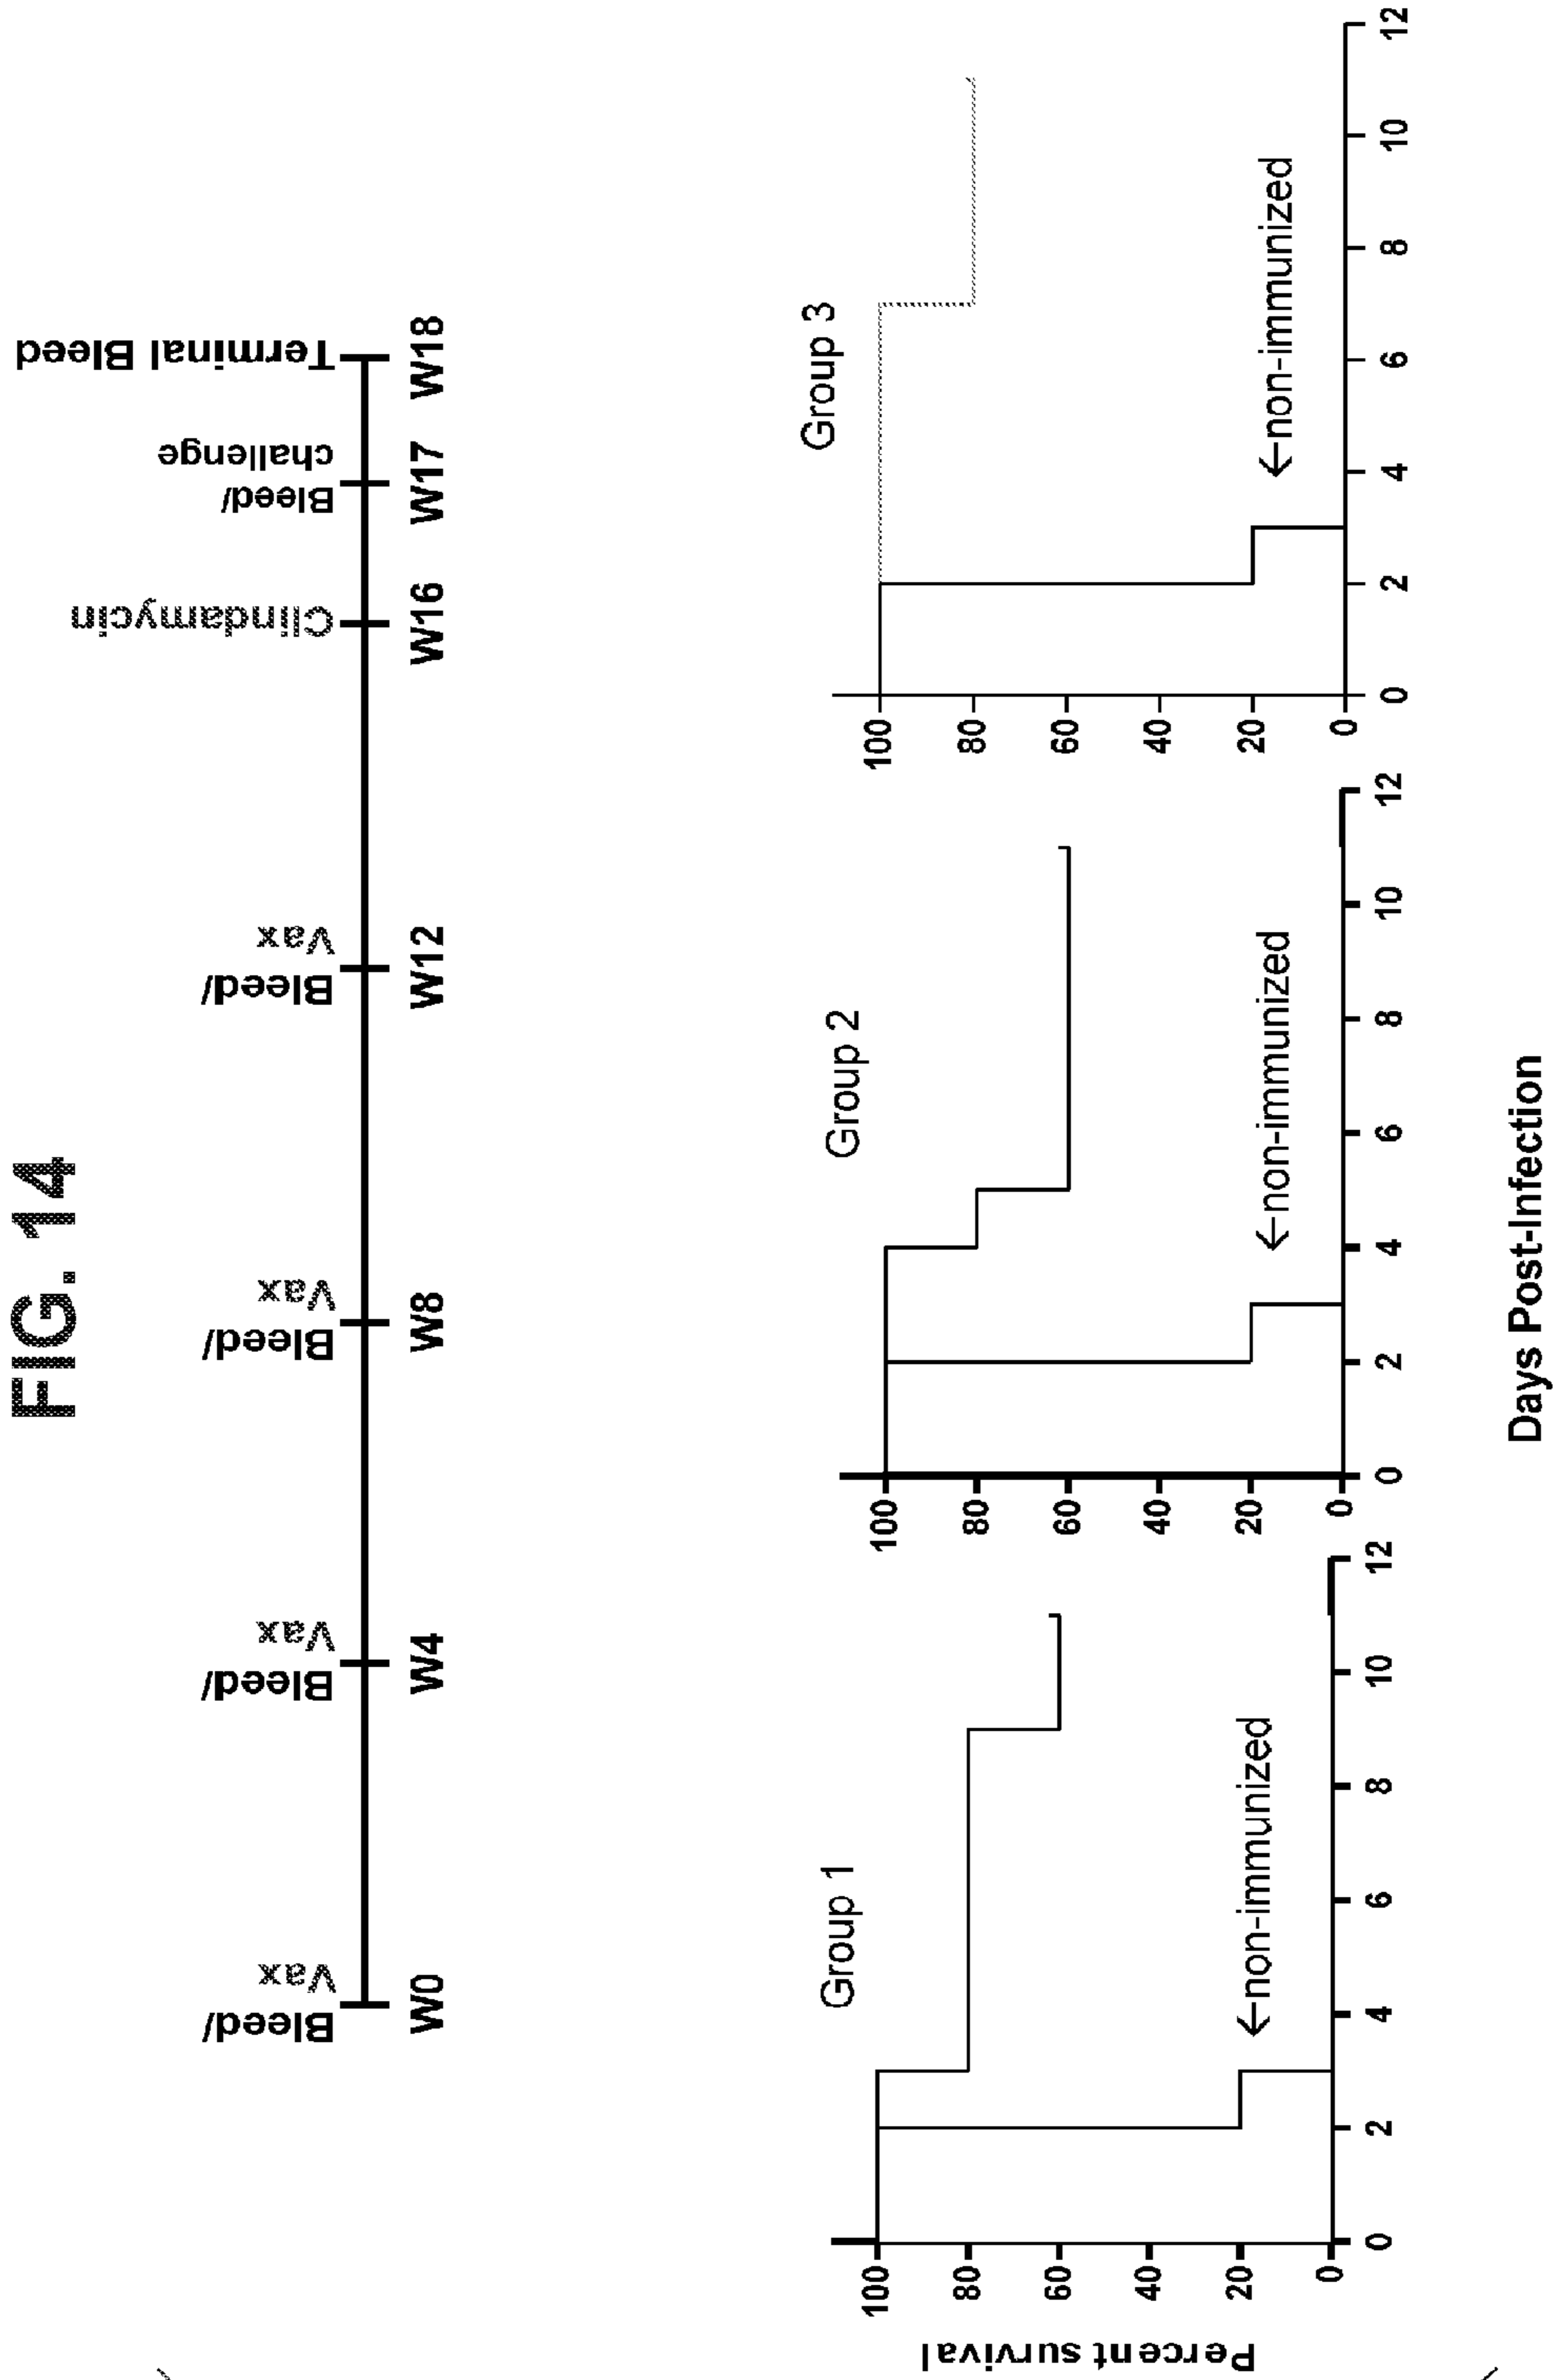 FIG. 14
Bleed/ Vax
Bleed/ Vax
Bleed/ Vax
Bleed/ Vax
Clindamycin
Bleed/ challenge
Terminal Bleed
W0 W4 W8 W12 W16 W17 W18
Percent survival
Group 1
100
80
60
40
20
0
←non-immunized
0 2 4 6 8 10 12
Group 2
100
80
60
40
20
0
←non-immunized
0 2 4 6 8 10 12
Group 3
100
80
60
40
20
0
←non-immunized
0 2 4 6 8 10 12
Days Post-Infection